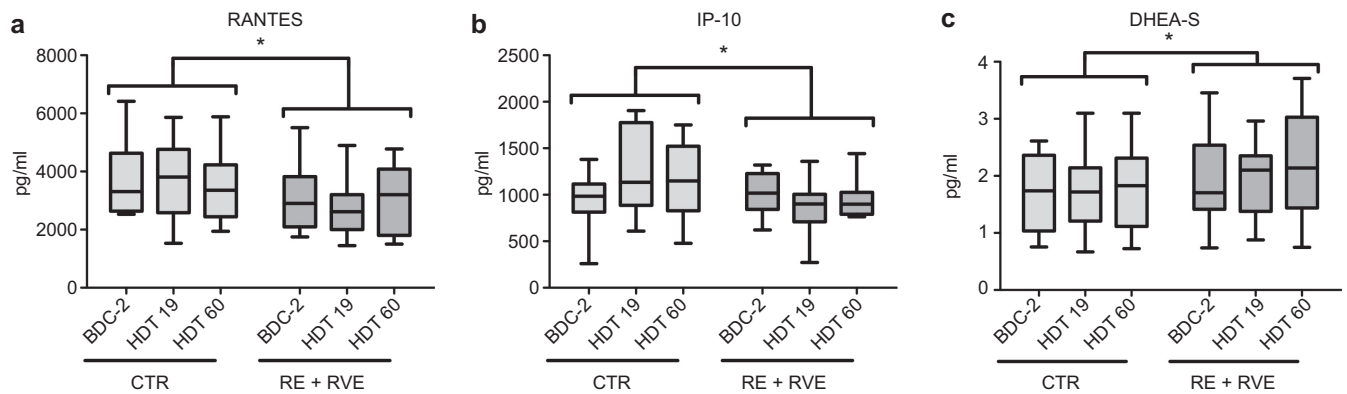 a
RANTES
*
8000
6000
4000
2000
0
pg/ml
BDC-2
HDT 19
HDT 60
BDC-2
HDT 19
HDT 60
CTR
RE + RVE
b
IP-10
*
2500
2000
1500
1000
500
0
pg/ml
BDC-2
HDT 19
HDT 60
BDC-2
HDT 19
HDT 60
CTR
RE + RVE
c
DHEA-S
*
4
3
2
1
0
pg/ml
BDC-2
HDT 19
HDT 60
BDC-2
HDT 19
HDT 60
CTR
RE + RVE